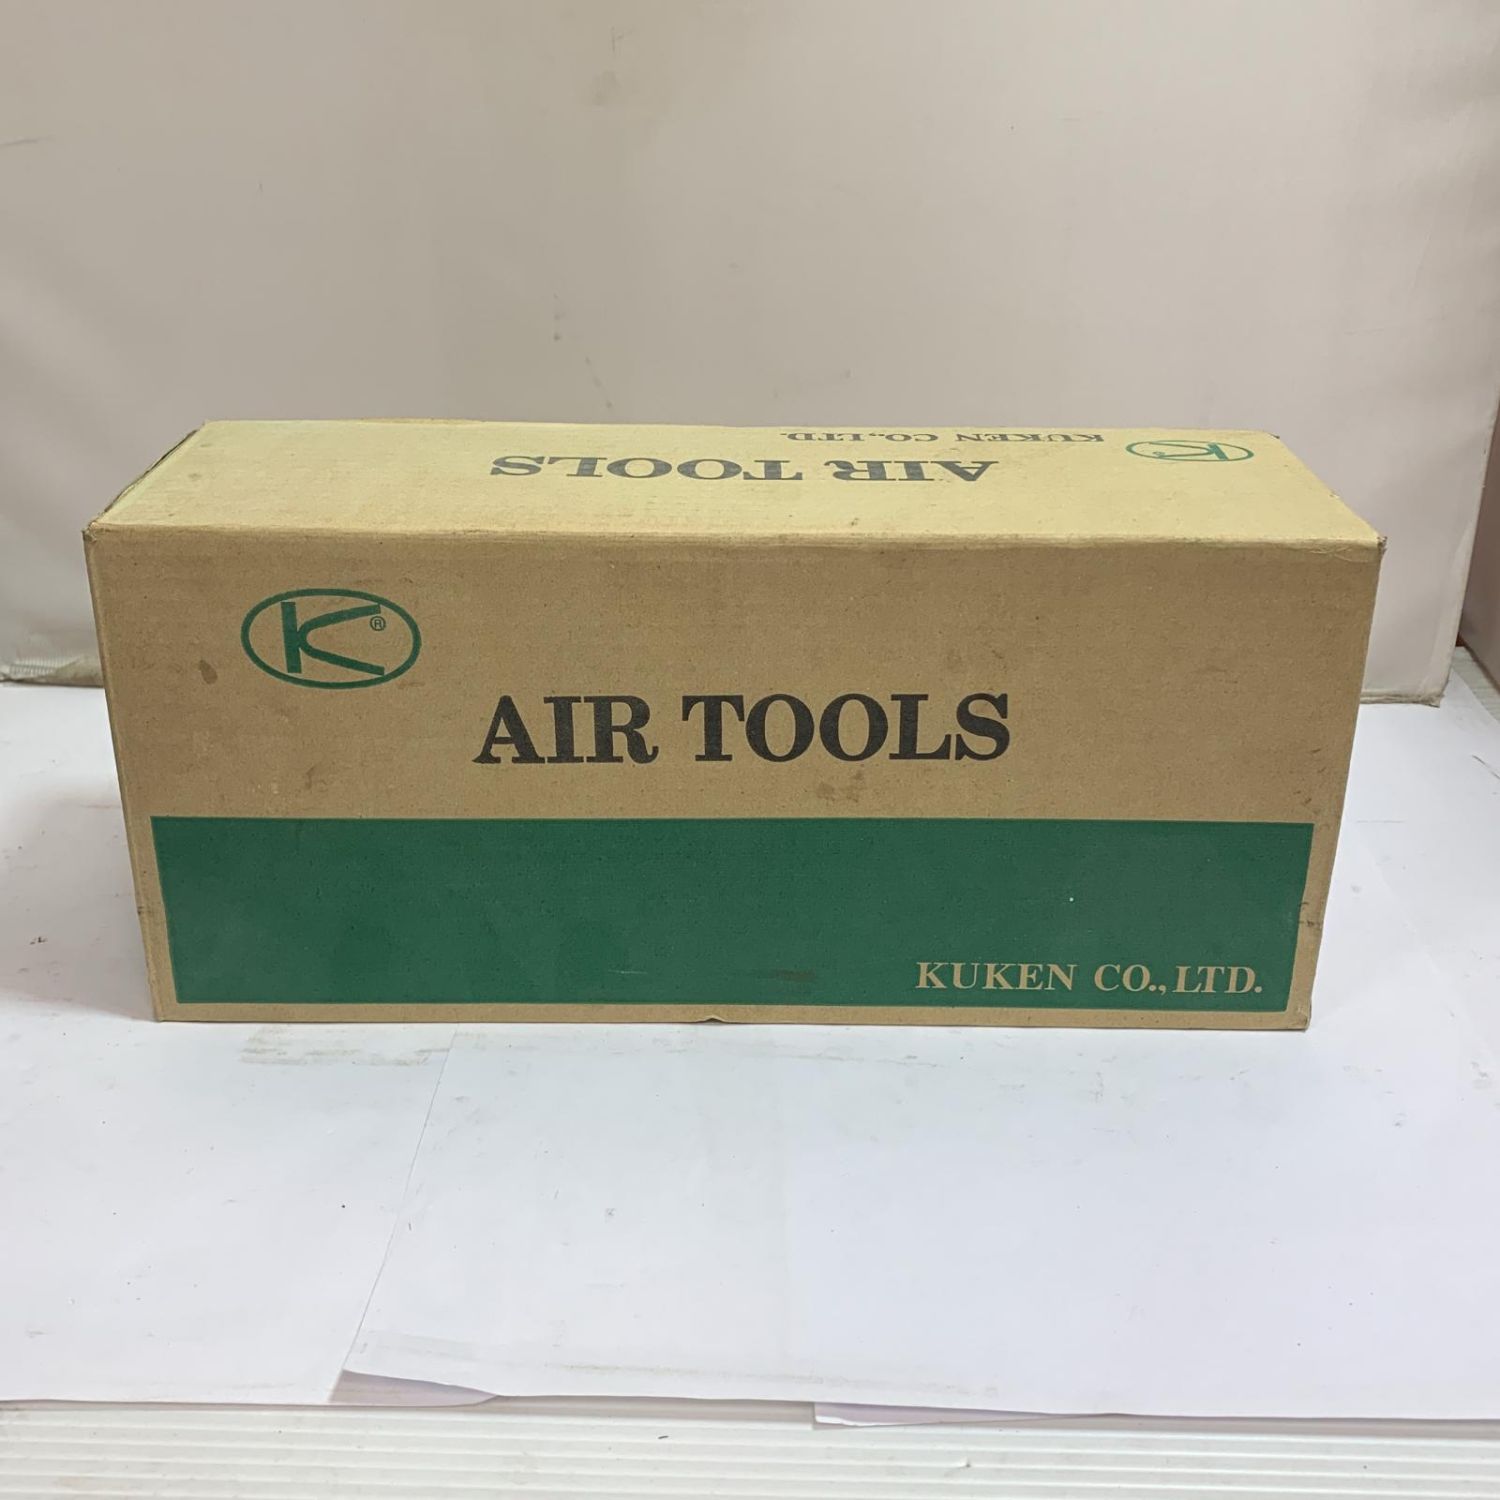 KUKEN CO.,LTD.
AIR TOOLS
K
K®
AIR TOOLS
KUKEN CO.,LTD.